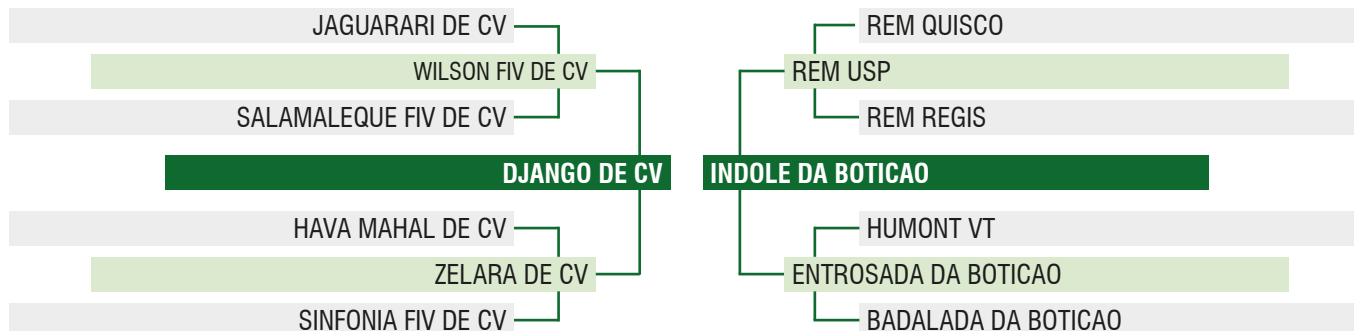 JAGUARARI DE CV
WILSON FIV DE CV
SALAMALEQUE FIV DE CV
DJANGO DE CV
HAVA MAHAL DE CV
ZELARA DE CV
SINFONIA FIV DE CV
REM QUISCO
REM USP
REM REGIS
INDOLE DA BOTICAO
HUMONT VT
ENTROSADA DA BOTICAO
BADALADA DA BOTICAO